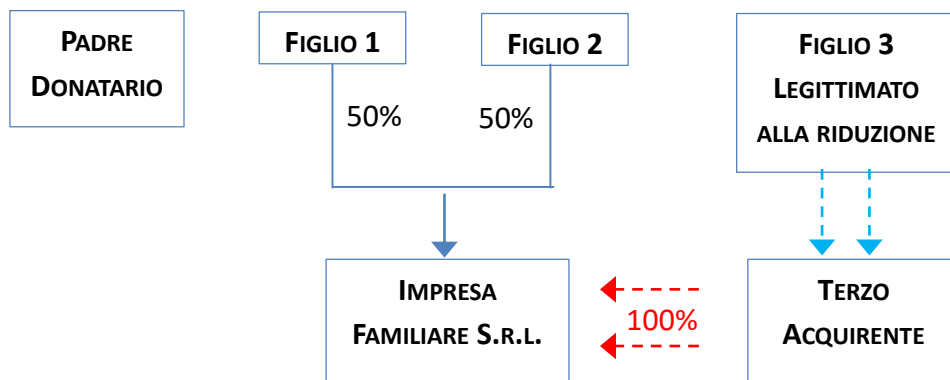 PADRE
DONATARIO
FIGLIO 1
FIGLIO 2
FIGLIO 3
LEGITTIMATO
ALLA RIDUZIONE
50%
50%
IMPRESA
FAMILIARE S.R.L.
100%
TERZO
ACQUIRENTE